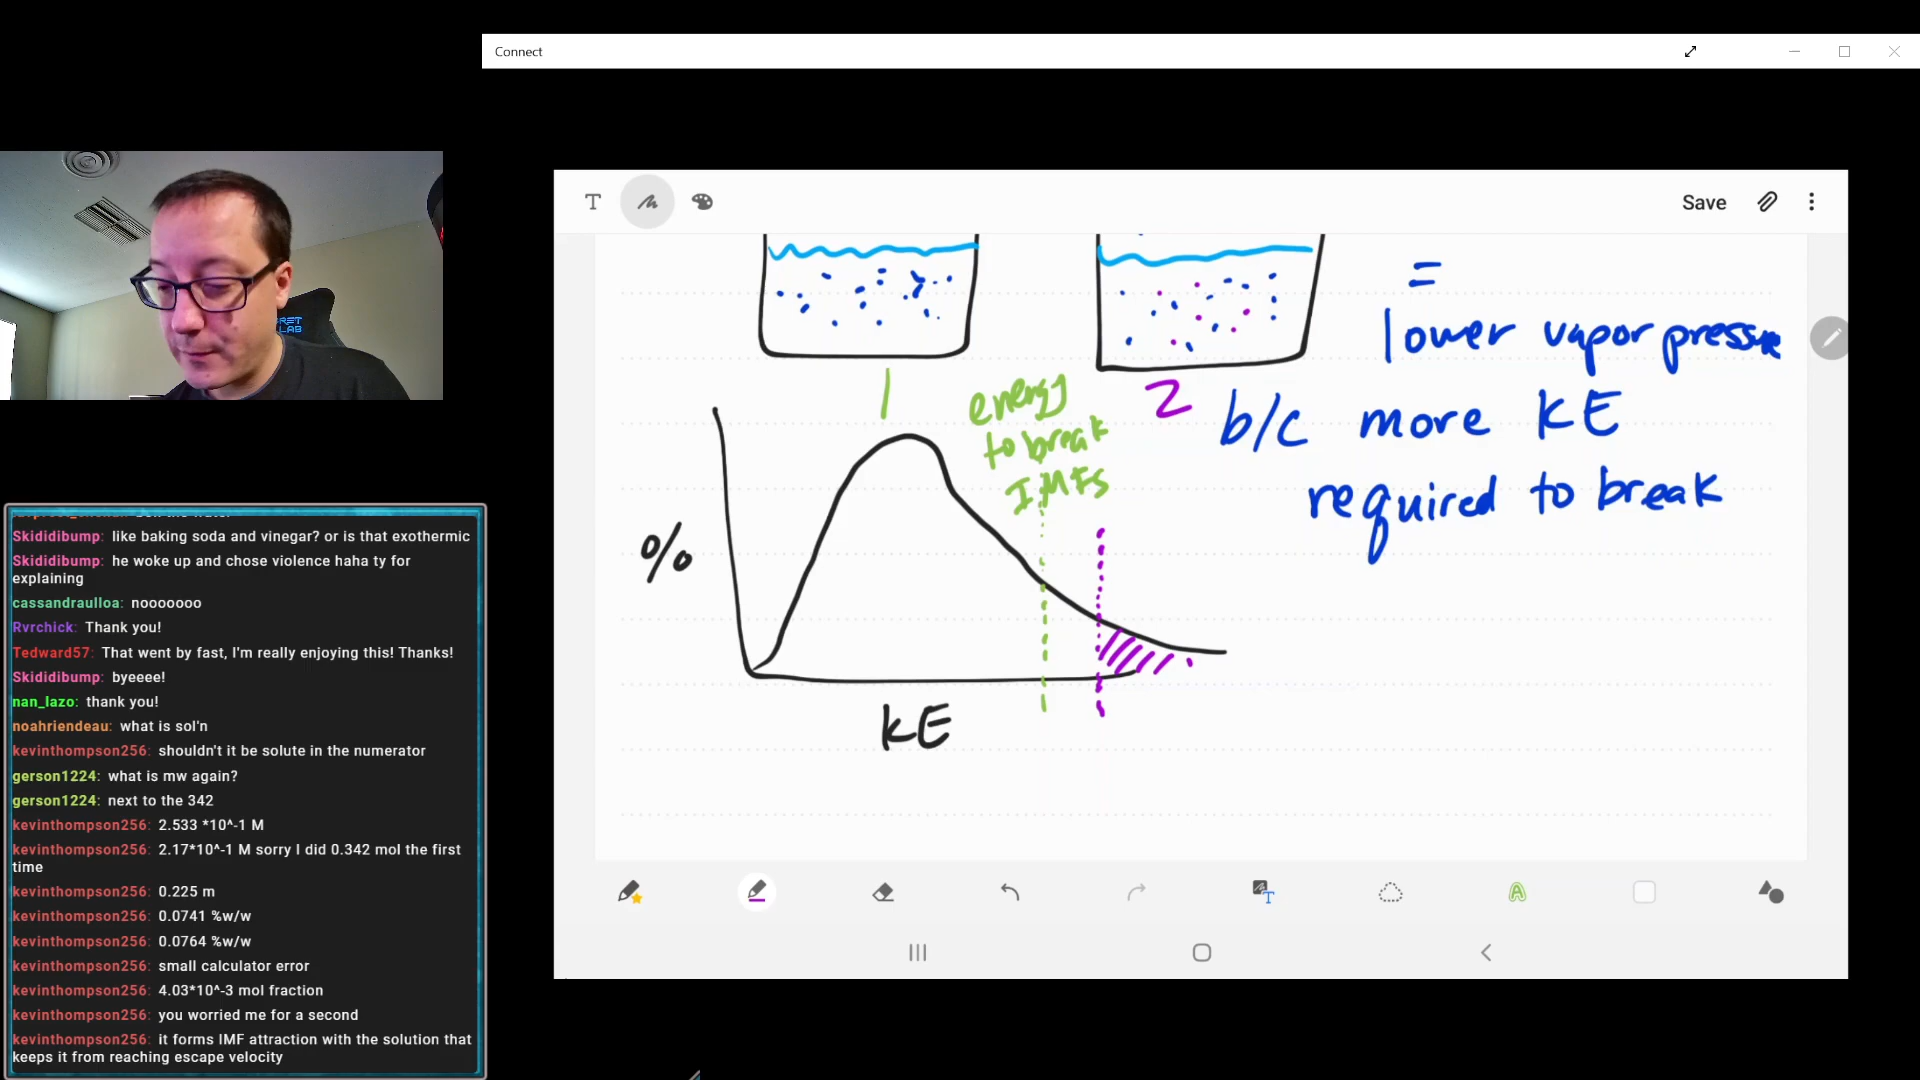 Connect
T
Save
=
lower vapor pressure
1
2
energy
to break
IMFs
b/c more KE
required to break
%
KE
RET
LAB
Skididibump: like baking soda and vinegar? or is that exothermic
Skididibump: he woke up and chose violence haha ty for
explaining
cassandraulloa: nooooooo
Rvrchick: Thank you!
Tedward57: That went by fast, I'm really enjoying this! Thanks!
Skididibump: byeeee!
nan_lazo: thank you!
noahriendeau: what is sol'n
kevinthompson256: shouldn't it be solute in the numerator
gerson1224: what is mw again?
gerson1224: next to the 342
kevinthompson256: 2.533 *10^-1 M
kevinthompson256: 2.17*10^-1 M sorry I did 0.342 mol the first
time
kevinthompson256: 0.225 m
kevinthompson256: 0.0741 %w/w
kevinthompson256: 0.0764 %w/w
kevinthompson256: small calculator error
kevinthompson256: 4.03*10^-3 mol fraction
kevinthompson256: you worried me for a second
kevinthompson256: it forms IMF attraction with the solution that
keeps it from reaching escape velocity